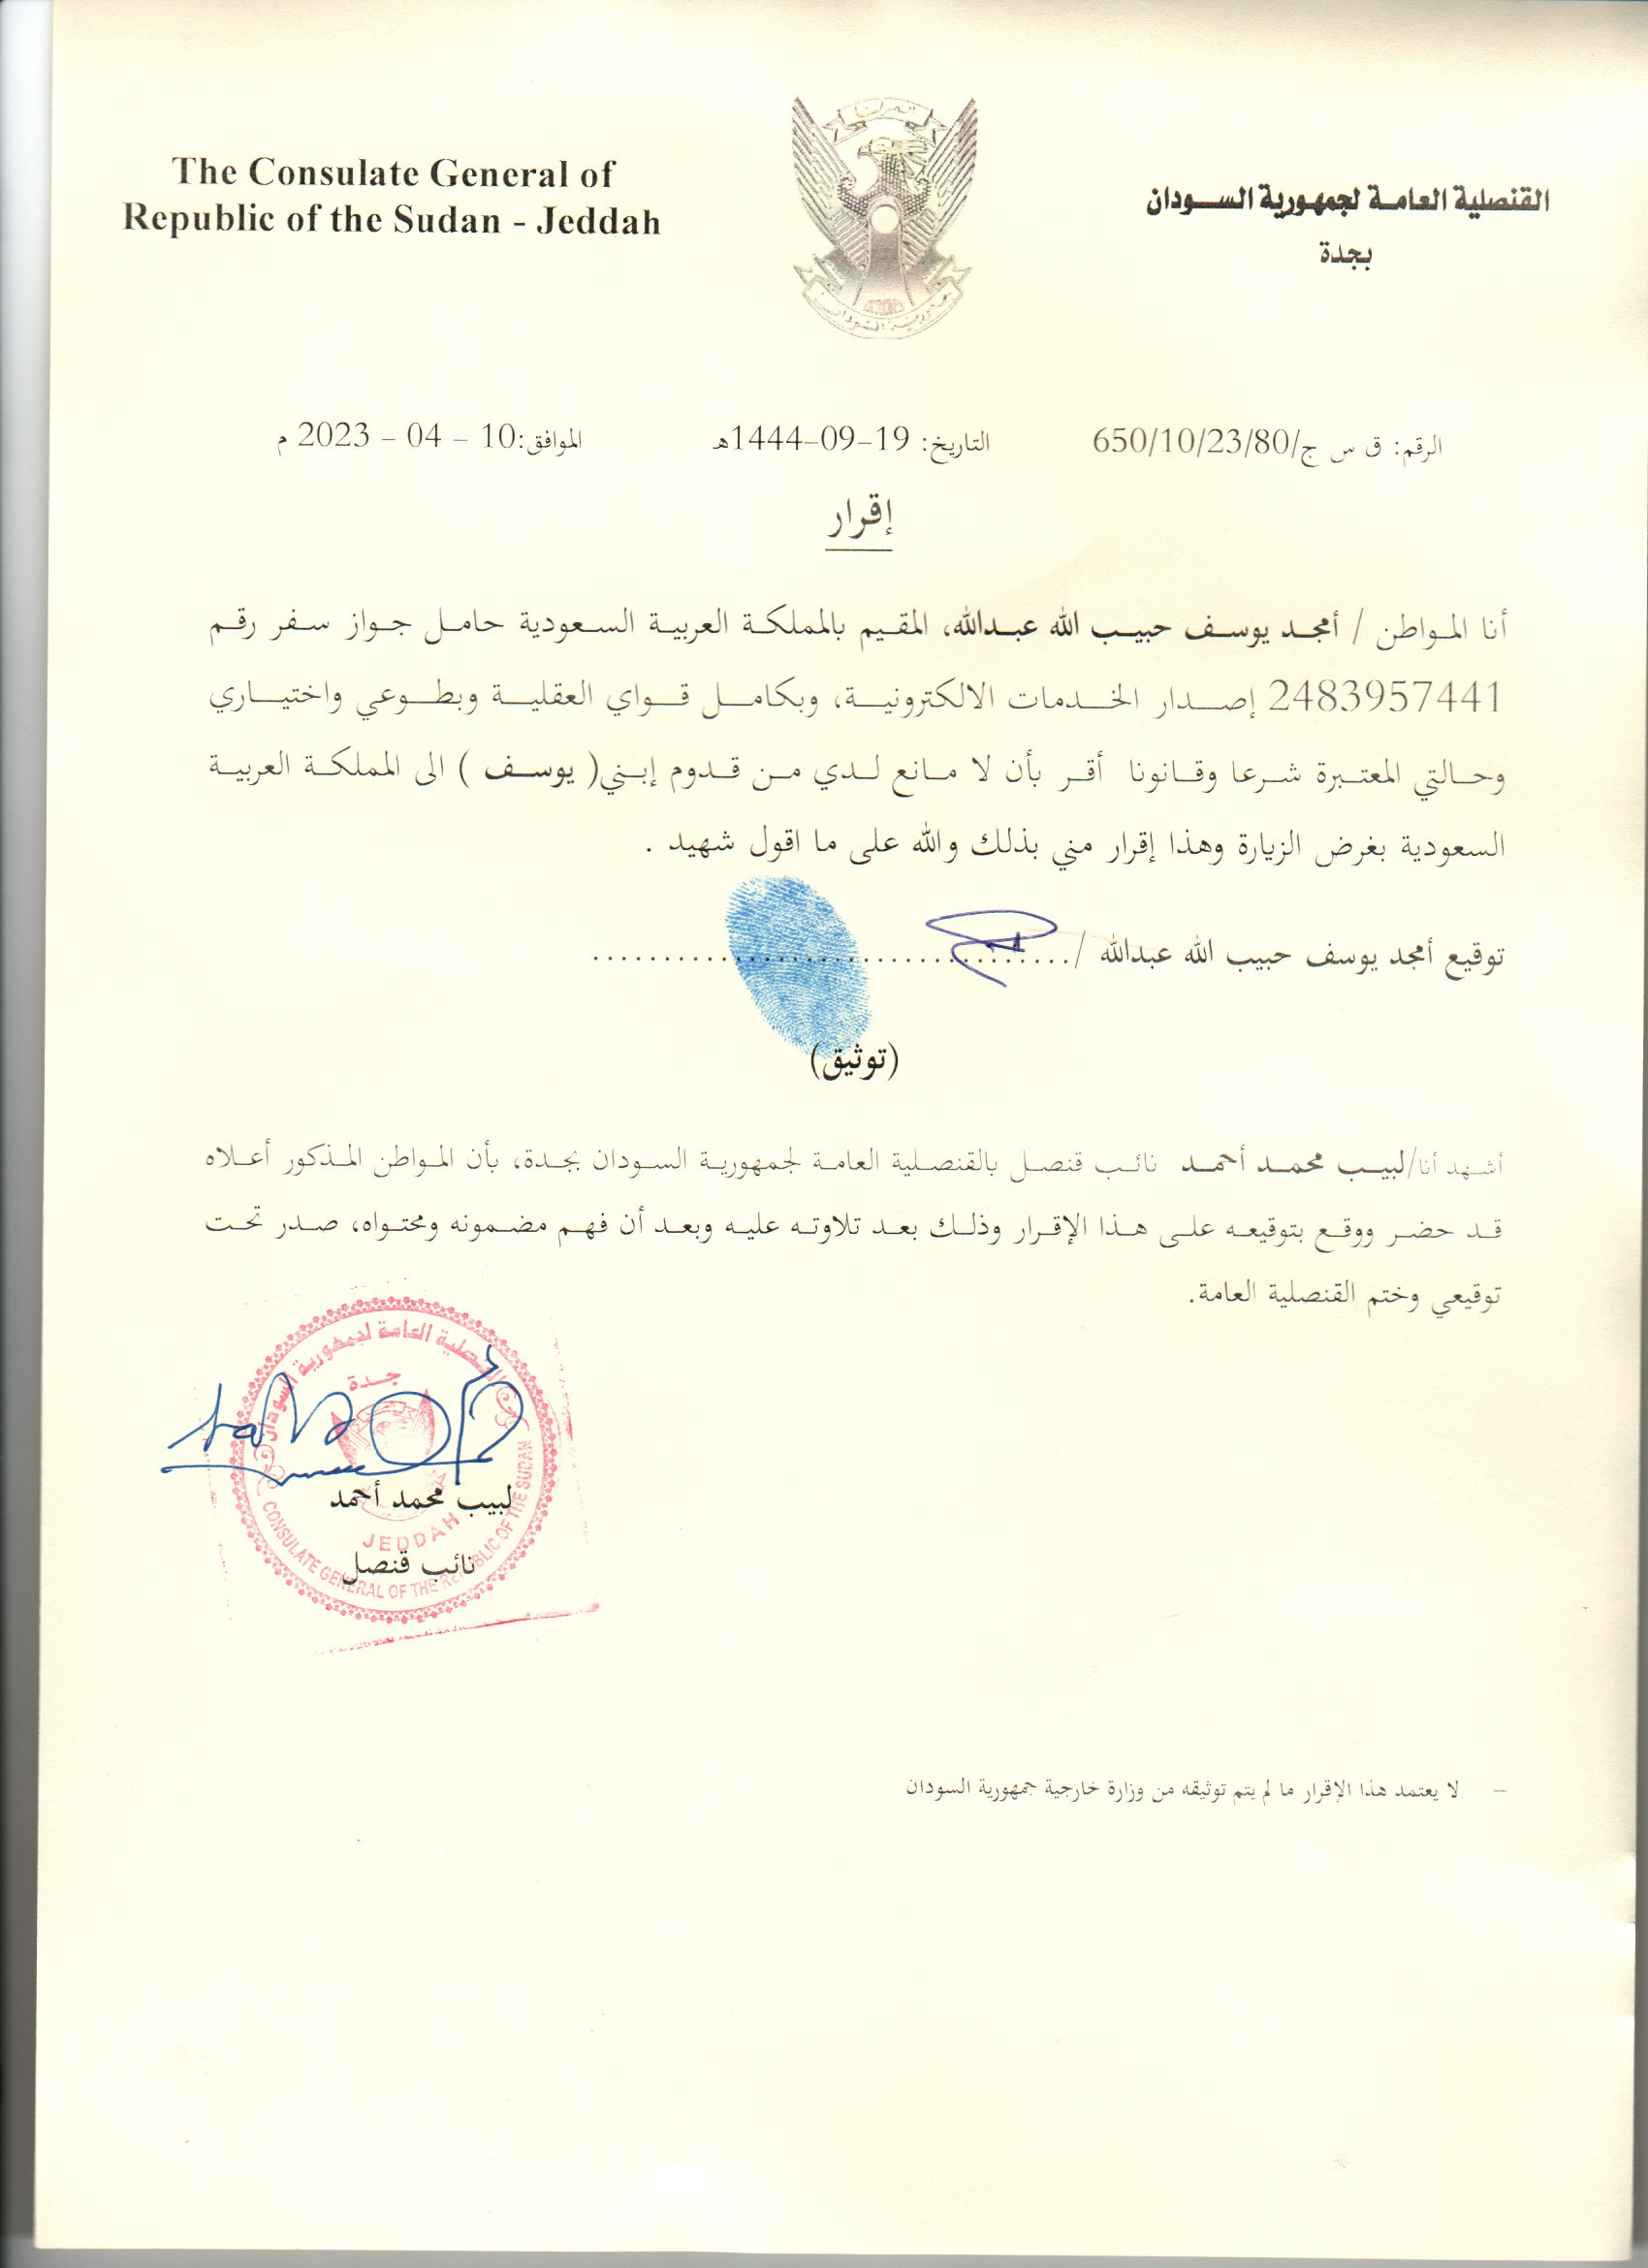 The Consulate General of
Republic of the Sudan - Jeddah
القنصلية العامة لجمهورية السودان
بجدة
جمهورية السودان
الرقم: ق س ج/650/10/23/80 التاريخ: 19-09-1444هـ الموافق:10 - 04 - 2023 م
إقرار
أنا المواطن / أمجد يوسف حبيب الله عبدالله، المقيم بالمملكة العربية السعودية حامل جواز سفر رقم
2483957441 إصدار الخدمات الالكترونية، وبكامل قواي العقلية وبطوعي واختياري
وحالتي المعتبرة شرعا وقانونا أقر بأن لا مانع لدي من قدوم إبني( يوسف ) الى المملكة العربية
السعودية بغرض الزيارة وهذا إقرار مني بذلك والله على ما اقول شهيد .
توقيع أمجد يوسف حبيب الله عبدالله /........................................
(توثيق)
أشهد أنا/لبيب محمد أحمد نائب قنصل بالقنصلية العامة لجمهورية السودان بجدة، بأن المواطن المذكور أعلاه
قد حضر ووقع بتوقيعه على هذا الإقرار وذلك بعد تلاوته عليه وبعد أن فهم مضمونه ومحتواه، صدر تحت
توقيعي وختم القنصلية العامة.
القنصلية العامة لجمهورية السودان
جدة
لبيب محمد أحمد
JEDDAH
نائب قنصل
CONSULATE GENERAL OF THE REPUBLIC OF THE SUDAN
- لا يعتمد هذا الإقرار ما لم يتم توثيقه من وزارة خارجية جمهورية السودان